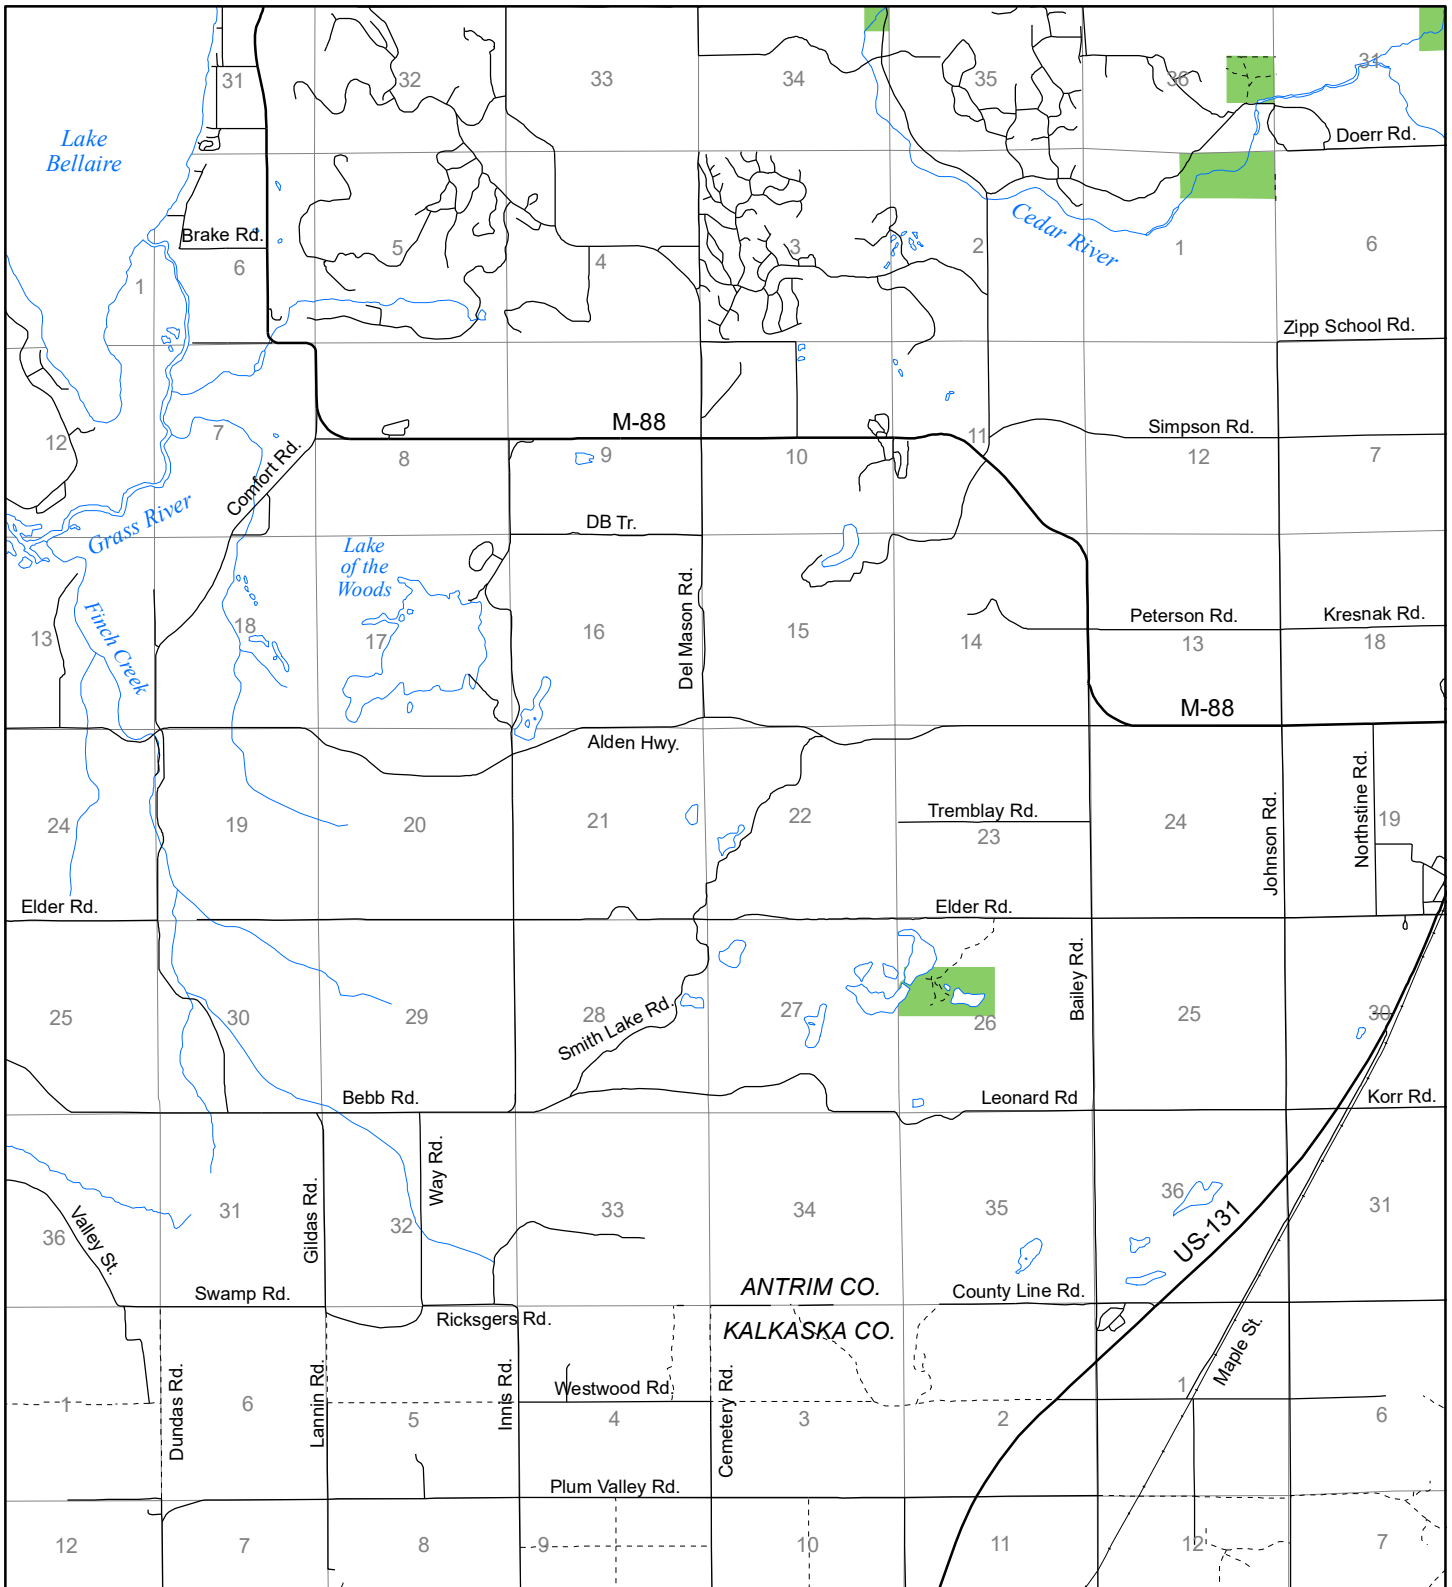 31
32
33
34
35
36
31
Lake
Bellaire
Doerr Rd.
Cedar River
Brake Rd.
1
6
5
4
3
2
1
6
Zipp School Rd.
M-88
Simpson Rd.
12
7
Comfort Rd.
8
9
10
11
12
7
Grass River
DB Tr.
Lake
of the
Woods
Finch Creek
Del Mason Rd.
Peterson Rd.
Kresnak Rd.
13
18
17
16
15
14
13
18
M-88
Alden Hwy.
Tremblay Rd.
Johnson Rd.
Northstine Rd.
24
19
20
21
22
23
24
19
Elder Rd.
Elder Rd.
Bailey Rd.
25
30
29
28
Smith Lake Rd.
27
26
25
30
Bebb Rd.
Leonard Rd
Korr Rd.
Way Rd.
Gildas Rd.
Valley St.
36
31
32
33
34
35
36
31
US-131
Swamp Rd.
ANTRIM CO.
County Line Rd.
Ricksgers Rd.
KALKASKA CO.
Maple St.
Dundas Rd.
Lannin Rd.
Innis Rd.
Westwood Rd.
Cemetery Rd.
1
6
5
4
3
2
1
6
Plum Valley Rd.
12
7
8
9
10
11
12
7